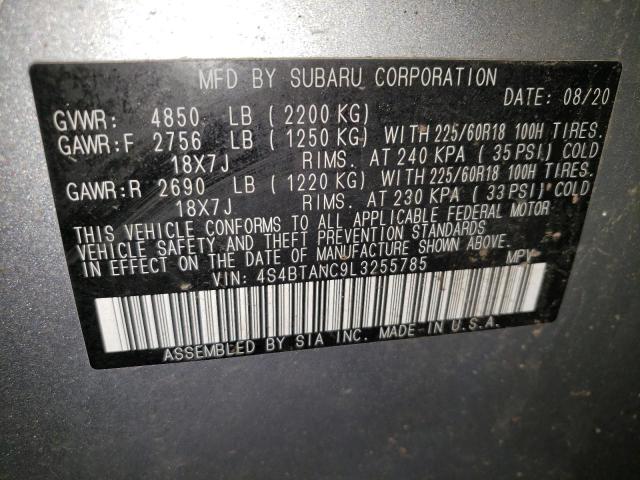 MFD BY SUBARU CORPORATION
DATE: 08/20
GVWR: 4850 LB (2200 KG)
GAWR:F 2756 LB (1250 KG) WITH 225/60R18 100H TIRES.
18X7J RIMS. AT 240 KPA (35 PSI) COLD
GAWR:R 2690 LB (1220 KG) WITH 225/60R18 100H TIRES.
18X7J RIMS. AT 230 KPA (33 PSI) COLD
THIS VEHICLE CONFORMS TO ALL APPLICABLE FEDERAL MOTOR
VEHICLE SAFETY AND THEFT PREVENTION STANDARDS
IN EFFECT ON THE DATE OF MANUFACTURE SHOWN ABOVE.
VIN: 4S4BTANC9L3255785 MPV
ASSEMBLED BY SIA INC. MADE IN U.S.A.